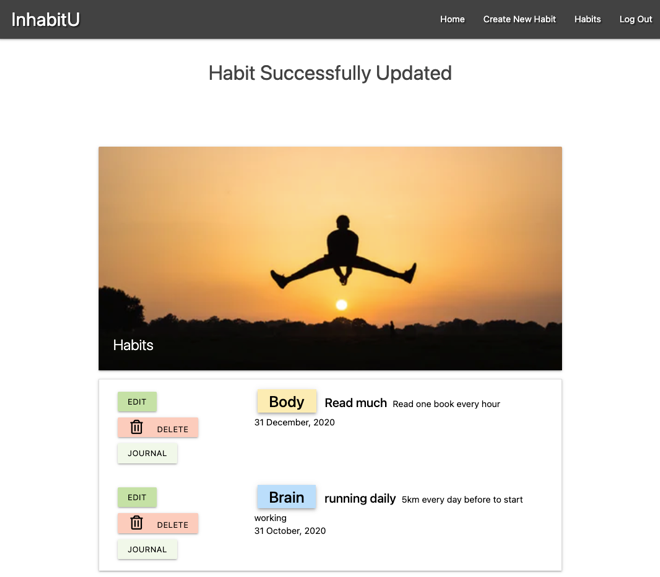 InhabitU
Home Create New Habit Habits Log Out
Habit Successfully Updated
Habits
EDIT
DELETE
JOURNAL
Body Read much Read one book every hour
31 December, 2020
EDIT
DELETE
JOURNAL
Brain running daily 5km every day before to start
working
31 October, 2020